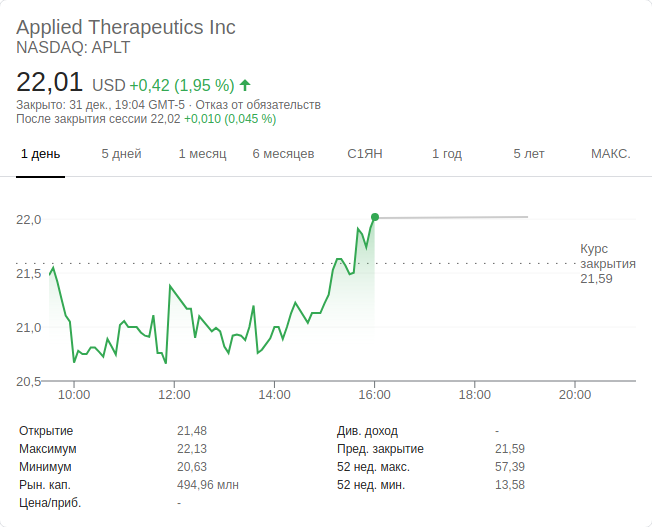 Applied Therapeutics Inc
NASDAQ: APLT
22,01 USD +0,42 (1,95 %)
Закрыто: 31 дек., 19:04 GMT-5 · Отказ от обязательств
После закрытия сессии 22,02 +0,010 (0,045 %)
1 день 5 дней 1 месяц 6 месяцев С1ЯН 1 год 5 лет МАКС.
22,0
Курс
закрытия
21,59
21,5
21,0
20,5
10:00 12:00 14:00 16:00 18:00 20:00
Открытие 21,48 Див. доход -
Максимум 22,13 Пред. закрытие 21,59
Минимум 20,63 52 нед. макс. 57,39
Рын. кап. 494,96 млн 52 нед. мин. 13,58
Цена/приб. -